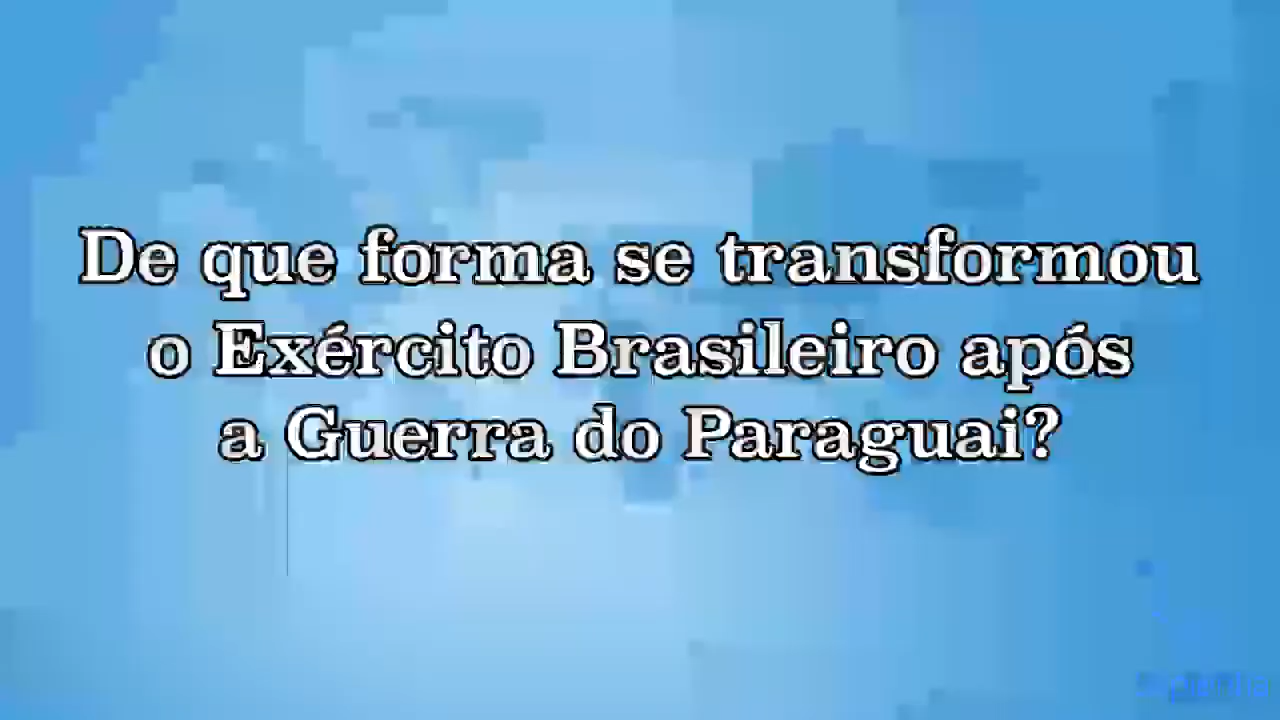 De que forma se transformou
o Exército Brasileiro após
a Guerra do Paraguai?